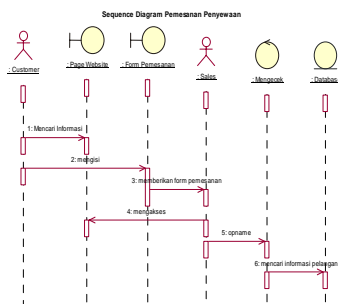 Sequence Diagram Pemesanan Penyewaan
: Customer
: Page Website
: Form Pemesanan
: Sales
: Mengecek
: Databas
1: Mencari Informasi
2: mengisi
3: memberikan form pemesanan
4: mengakses
5: opname
6: mencari informasi pelangan